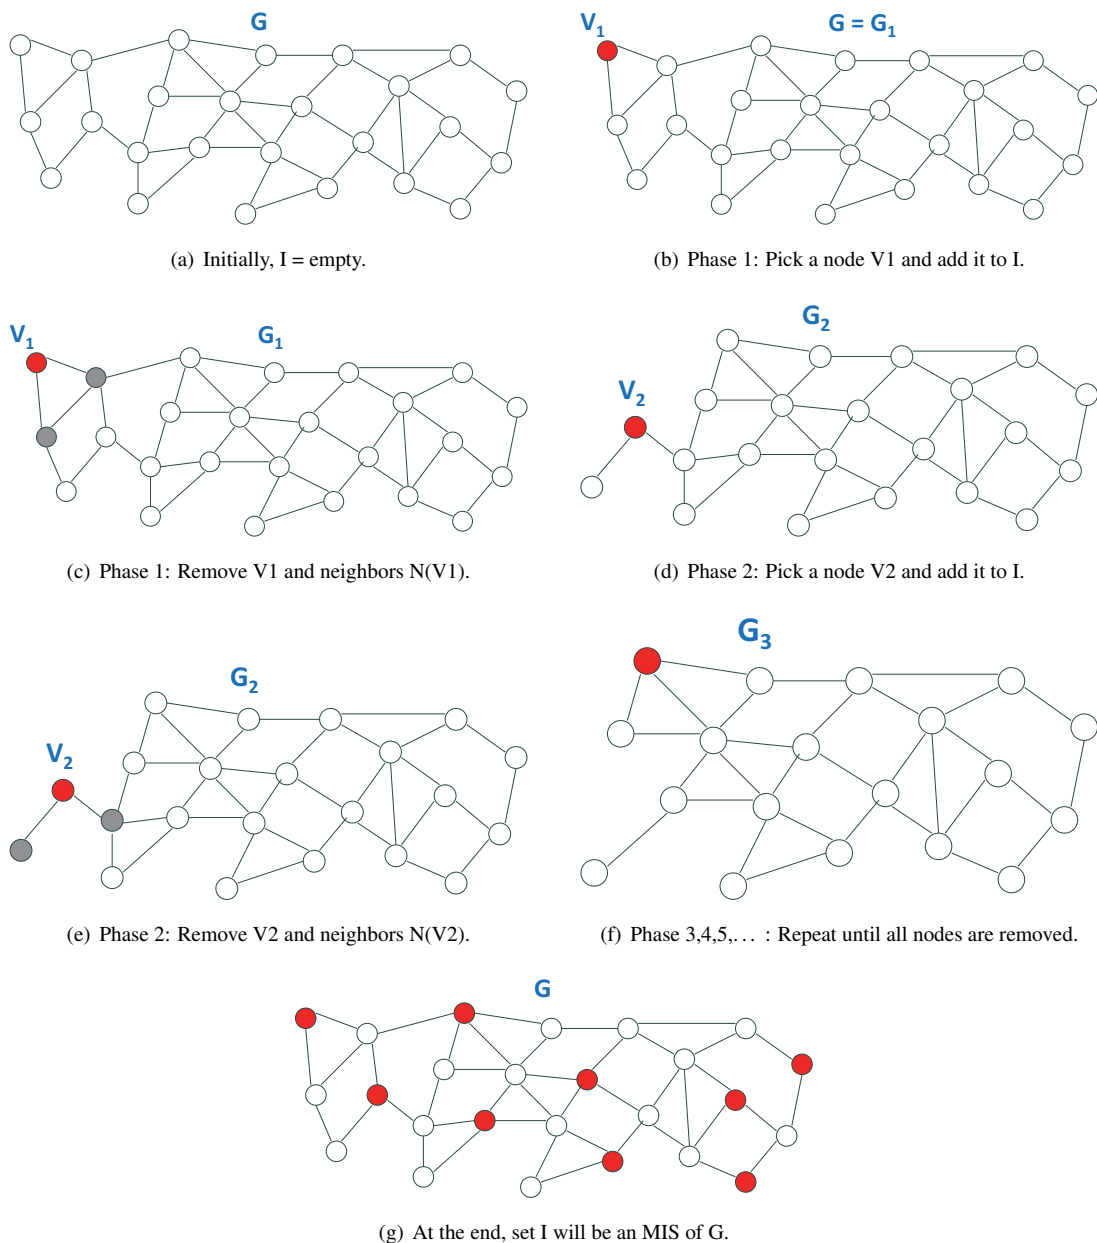 G
V₁
G = G₁
(a) Initially, I = empty.
(b) Phase 1: Pick a node V1 and add it to I.
V₁
G₁
G₂
V₂
(c) Phase 1: Remove V1 and neighbors N(V1).
(d) Phase 2: Pick a node V2 and add it to I.
G₂
V₂
G₃
(e) Phase 2: Remove V2 and neighbors N(V2).
(f) Phase 3,4,5,... : Repeat until all nodes are removed.
G
(g) At the end, set I will be an MIS of G.